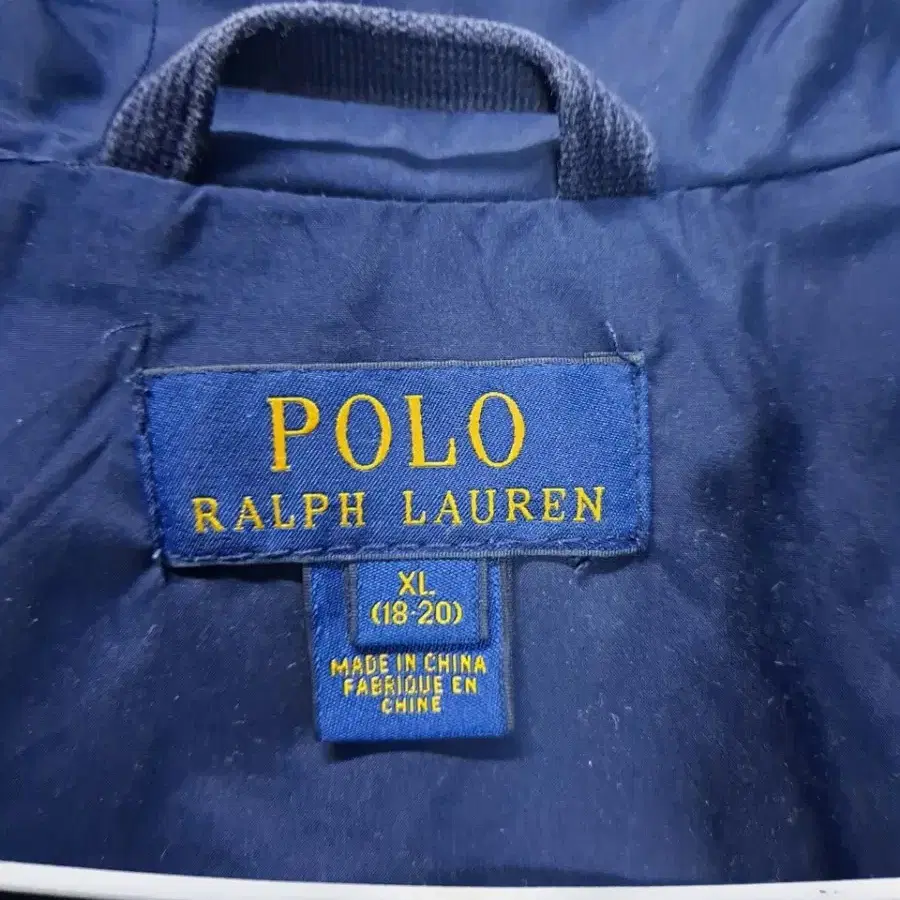 POLO
RALPH LAUREN
XL
(18-20)
MADE IN CHINA
FABRIQUE EN
CHINE